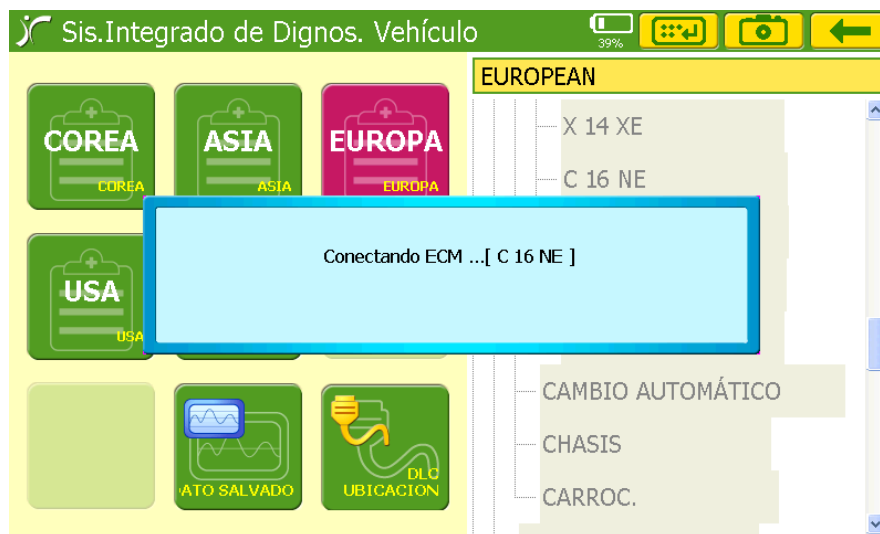 Sis.Integrado de Dignos. Vehículo
39%
EUROPEAN
COREA
COREA
ASIA
ASIA
EUROPA
EUROPA
X 14 XE
C 16 NE
Conectando ECM ...[ C 16 NE ]
USA
USA
CAMBIO AUTOMÁTICO
CHASIS
CARROC.
ATO SALVADO
DLC
UBICACION